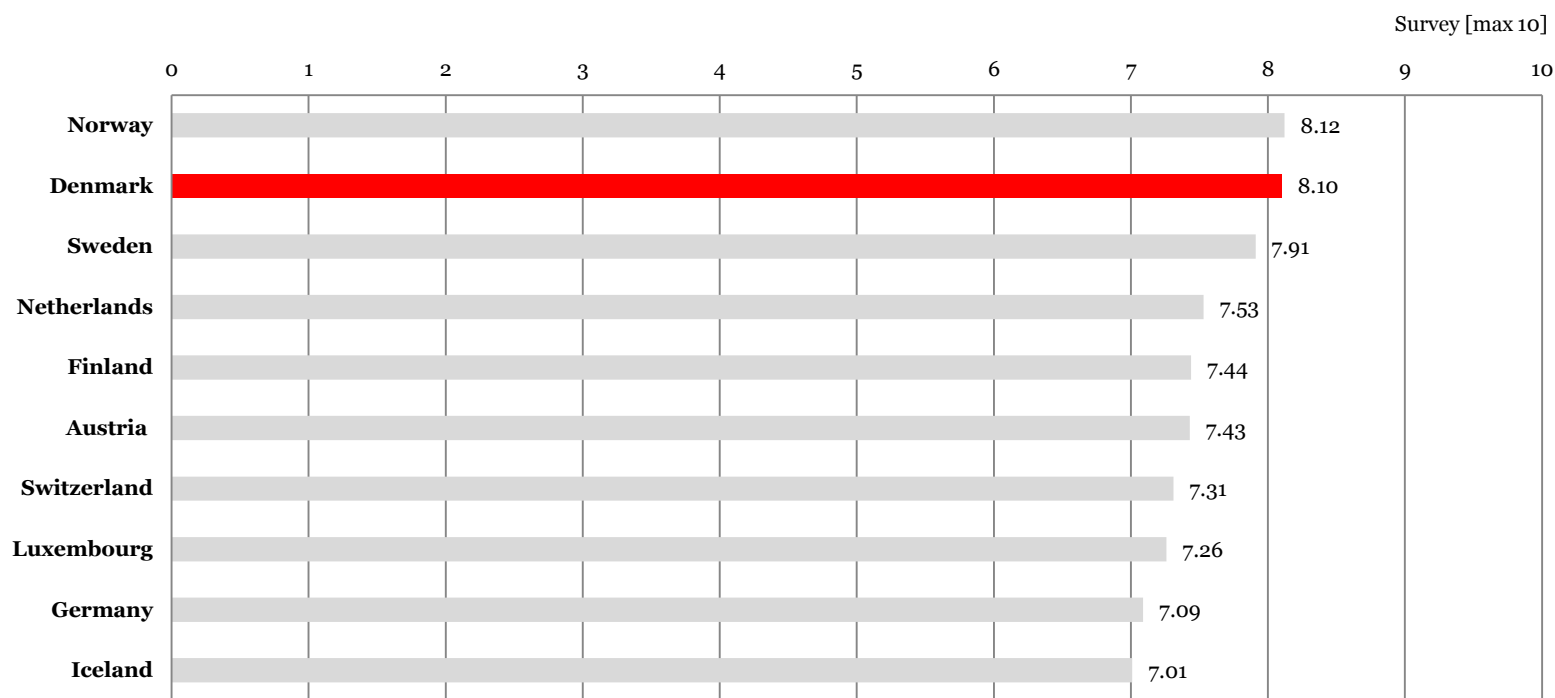 Survey [max 10]
0 1 2 3 4 5 6 7 8 9 10
Norway 8.12
Denmark 8.10
Sweden 7.91
Netherlands 7.53
Finland 7.44
Austria 7.43
Switzerland 7.31
Luxembourg 7.26
Germany 7.09
Iceland 7.01